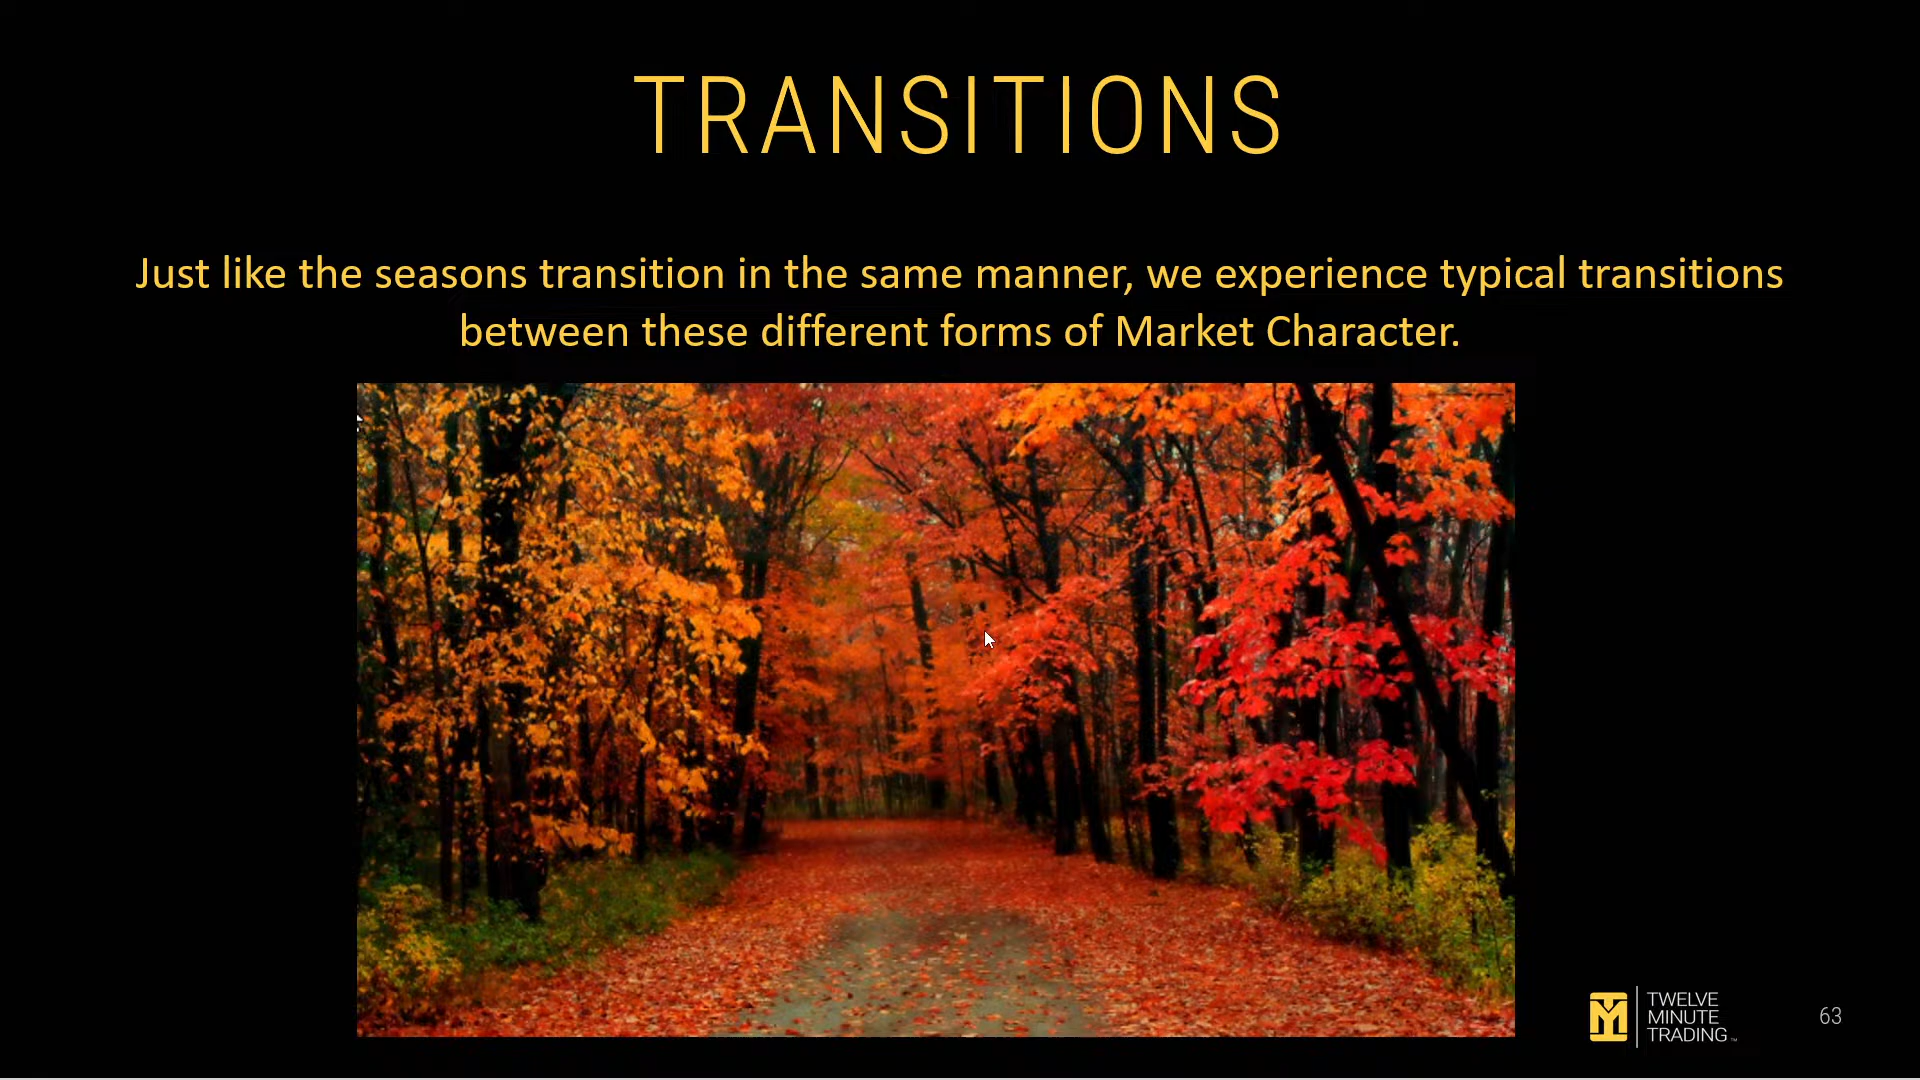 TRANSITIONS
Just like the seasons transition in the same manner, we experience typical transitions
between these different forms of Market Character.
TWELVE
MINUTE
TRADING™
63